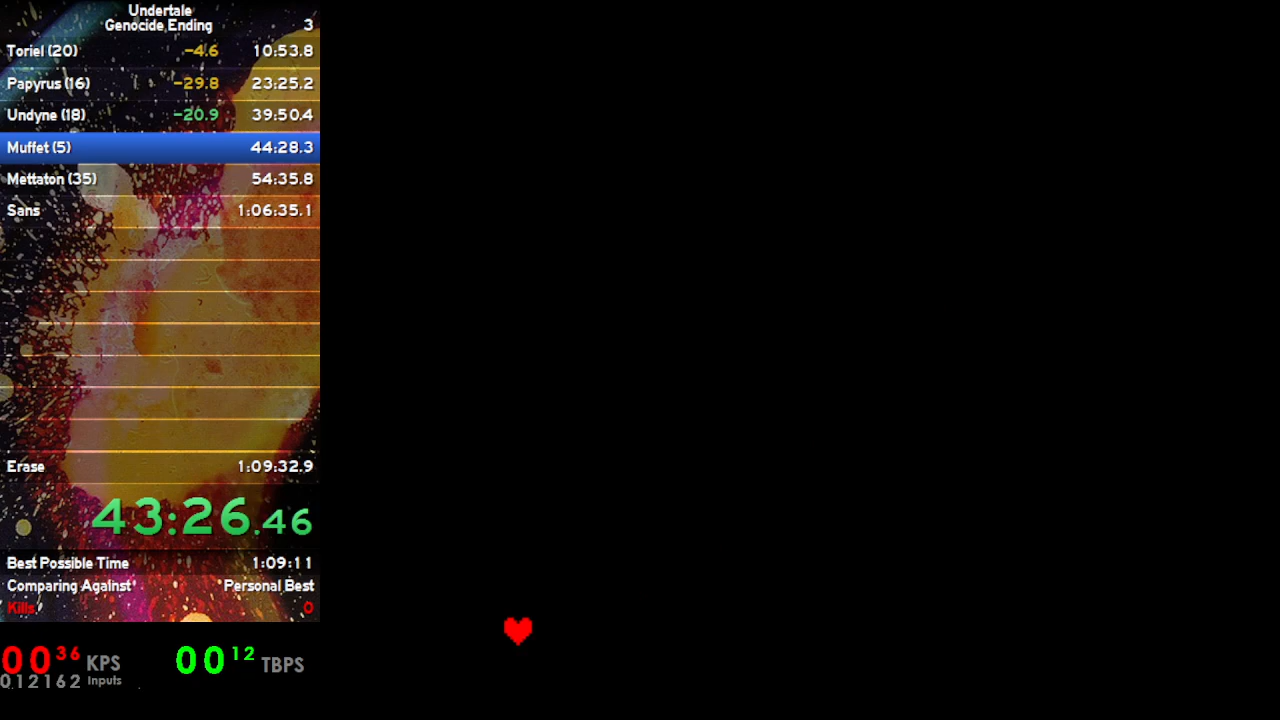 Undertale
Genocide Ending 3
Toriel (20) −4.6 10:53.8
Papyrus (16) −29.8 23:25.2
Undyne (18) −20.9 39:50.4
Muffet (5) 44:28.3
Mettaton (35) 54:35.8
Sans 1:06:35.1
Erase 1:09:32.9
43:26.46
Best Possible Time 1:09:11
Comparing Against Personal Best
Kills 0
00 36 KPS 00 12 TBPS
012162 Inputs